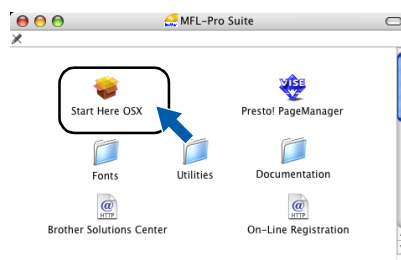 MFL-Pro Suite
Start Here OSX
Presto! PageManager
Fonts
Utilities
Documentation
HTTP
HTTP
Brother Solutions Center
On-Line Registration